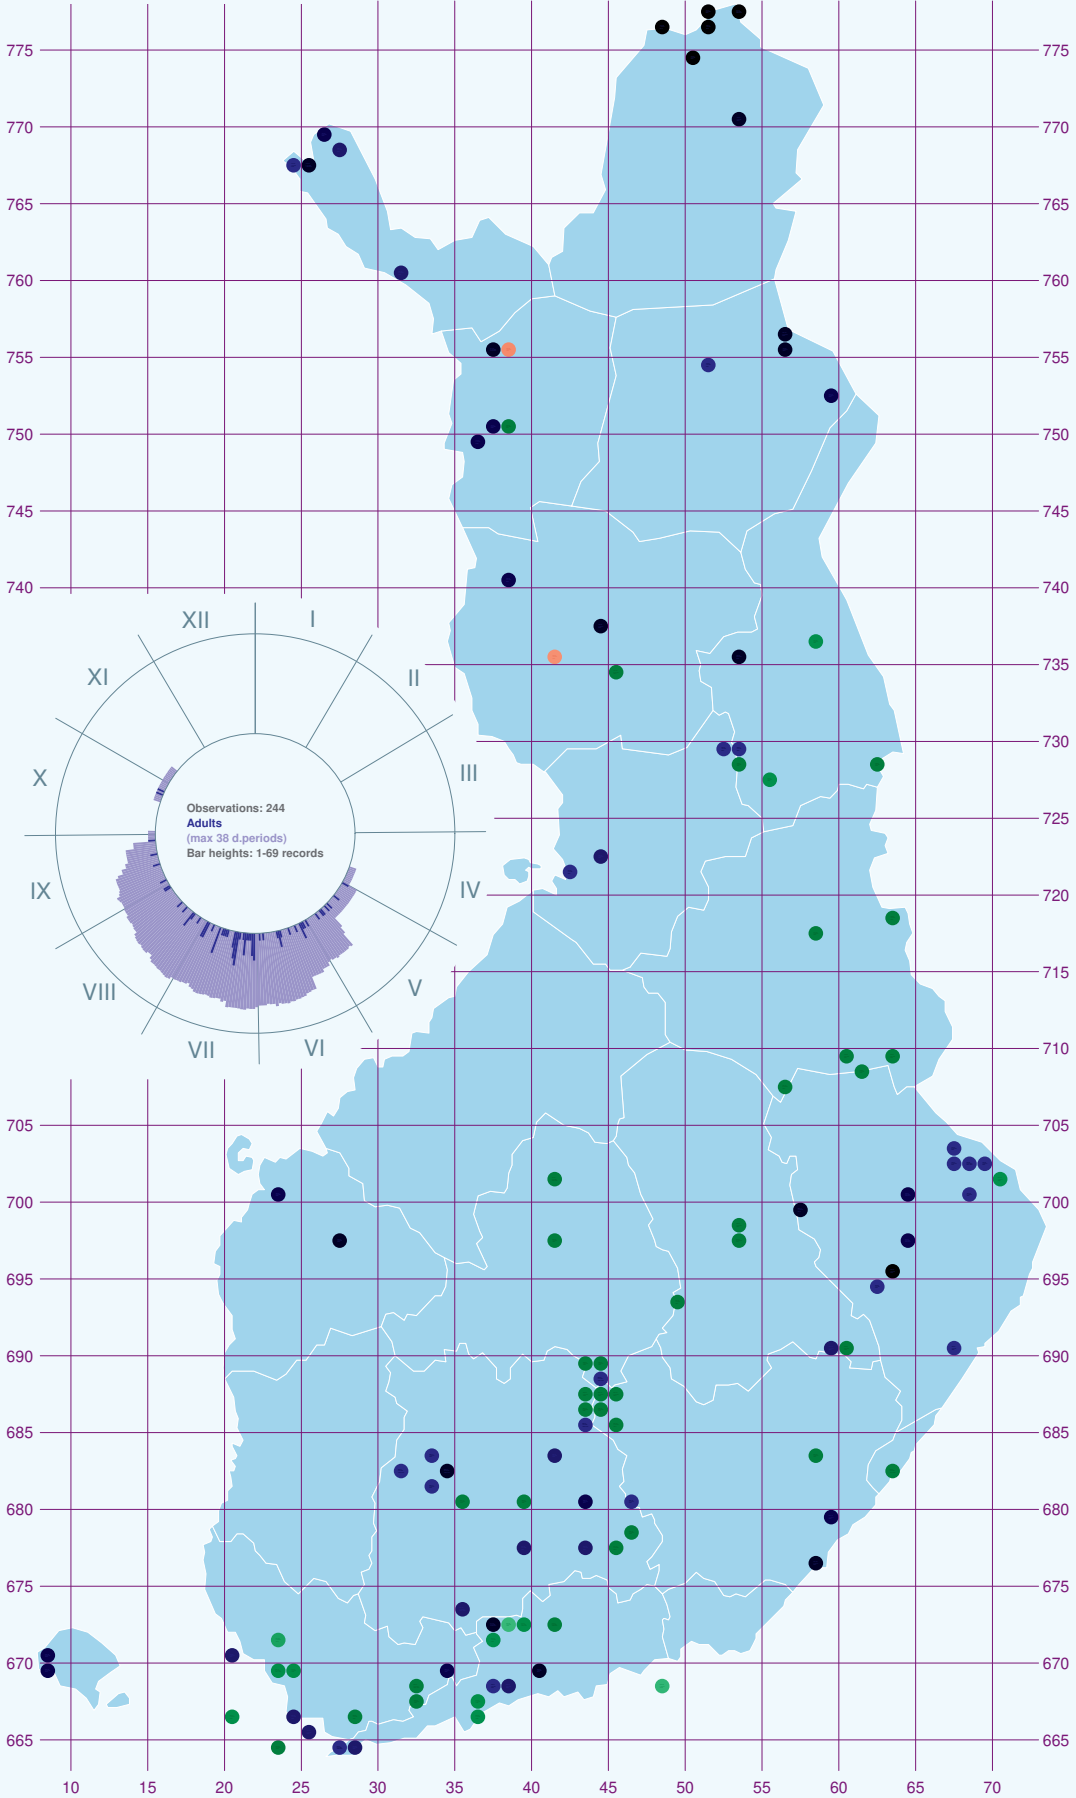 775 775
770 770
765 765
760 760
755 755
750 750
745 745
740 740
XII I
XI II
735 735
730 730
X III
Observations: 244
Adults
(max 38 d.periods)
Bar heights: 1-69 records
725 725
IX IV
720 720
VIII V
715 715
VII VI
710 710
705 705
700 700
695 695
690 690
685 685
680 680
675 675
670 670
665 665
10 15 20 25 30 35 40 45 50 55 60 65 70